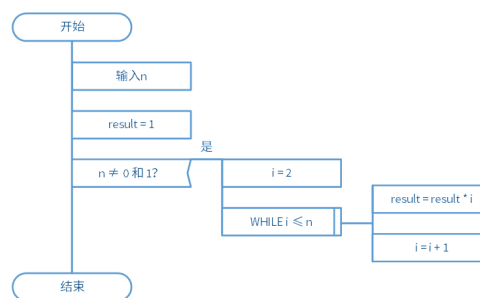 开始
输入n
result = 1
n ≠ 0 和 1?
是
i = 2
WHILE i ≤ n
result = result * i
i = i + 1
结束